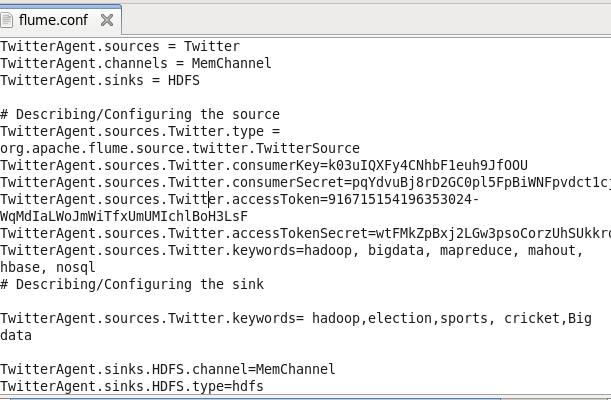 flume.conf
TwitterAgent.sources = Twitter
TwitterAgent.channels = MemChannel
TwitterAgent.sinks = HDFS
# Describing/Configuring the source
TwitterAgent.sources.Twitter.type =
org.apache.flume.source.twitter.TwitterSource
TwitterAgent.sources.Twitter.consumerKey=k03uIQXFy4CNhbF1euh9JfOOU
TwitterAgent.sources.Twitter.consumerSecret=pqYdvuBj8rD2GC0pl5FpBiWNFpvdct1cj
TwitterAgent.sources.Twitter.accessToken=916715154196353024-
WqMdIaLWoJmWiTfxUmUMIchlBoH3LsF
TwitterAgent.sources.Twitter.accessTokenSecret=wtFMkZpBxj2LGw3psoCorzUhSUkkro
TwitterAgent.sources.Twitter.keywords=hadoop, bigdata, mapreduce, mahout,
hbase, nosql
# Describing/Configuring the sink
TwitterAgent.sources.Twitter.keywords= hadoop,election,sports, cricket,Big
data
TwitterAgent.sinks.HDFS.channel=MemChannel
TwitterAgent.sinks.HDFS.type=hdfs